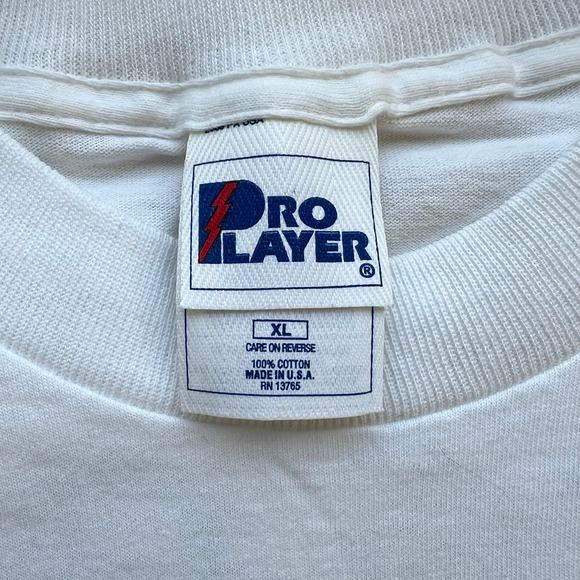 PRO
PLAYER
®
XL
CARE ON REVERSE
100% COTTON
MADE IN U.S.A.
RN 13765